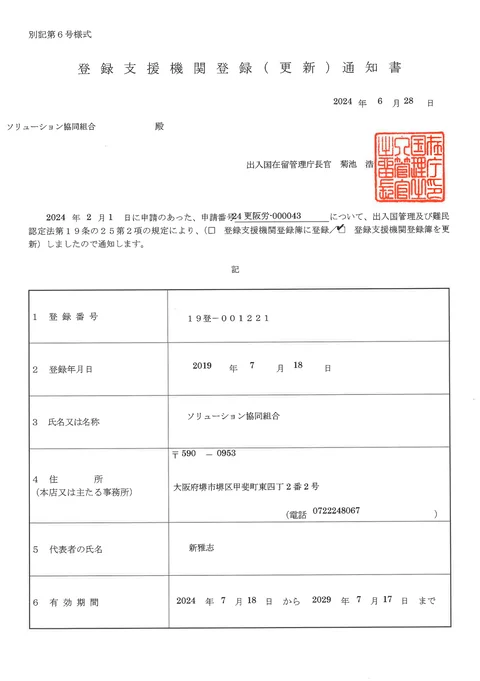 別記第６号様式
登録支援機関登録(更新)通知書
2024 年 6 月 28 日
ソリューション協同組合 殿
出入国在留管理庁長官 菊池 浩
2024 年 2 月 1 日に申請のあった、申請番号24 更阪労-000043 について、出入国管理及び難民
認定法第１９条の２５第２項の規定により、(□ 登録支援機関登録簿に登録／☑ 登録支援機関登録簿を更
新）しましたので通知します。
記
1 登録番号 １９登－００１２２１
2 登録年月日 2019 年 7 月 18 日
3 氏名又は名称 ソリューション協同組合
〒590 － 0953
4 住所
(本店又は主たる事務所)
大阪府堺市堺区甲斐町東四丁２番２号
(電話 0722248067 )
5 代表者の氏名 新雅志
6 有効期間 2024 年 7 月 18 日 から 2029 年 7 月 17 日 まで